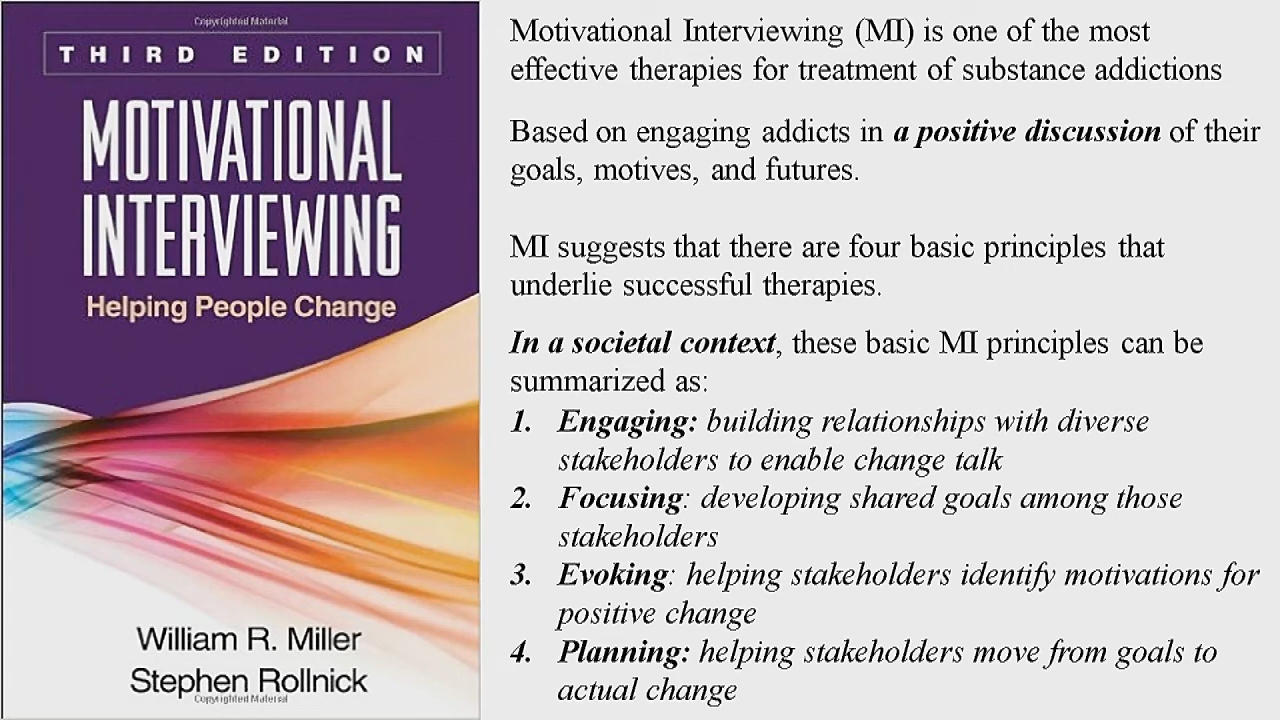 Copyrighted Material
THIRD EDITION
MOTIVATIONAL
INTERVIEWING
Helping People Change
William R. Miller
Stephen Rollnick
Copyrighted Material
Motivational Interviewing (MI) is one of the most
effective therapies for treatment of substance addictions
Based on engaging addicts in a positive discussion of their
goals, motives, and futures.
MI suggests that there are four basic principles that
underlie successful therapies.
In a societal context, these basic MI principles can be
summarized as:
1. Engaging: building relationships with diverse
stakeholders to enable change talk
2. Focusing: developing shared goals among those
stakeholders
3. Evoking: helping stakeholders identify motivations for
positive change
4. Planning: helping stakeholders move from goals to
actual change